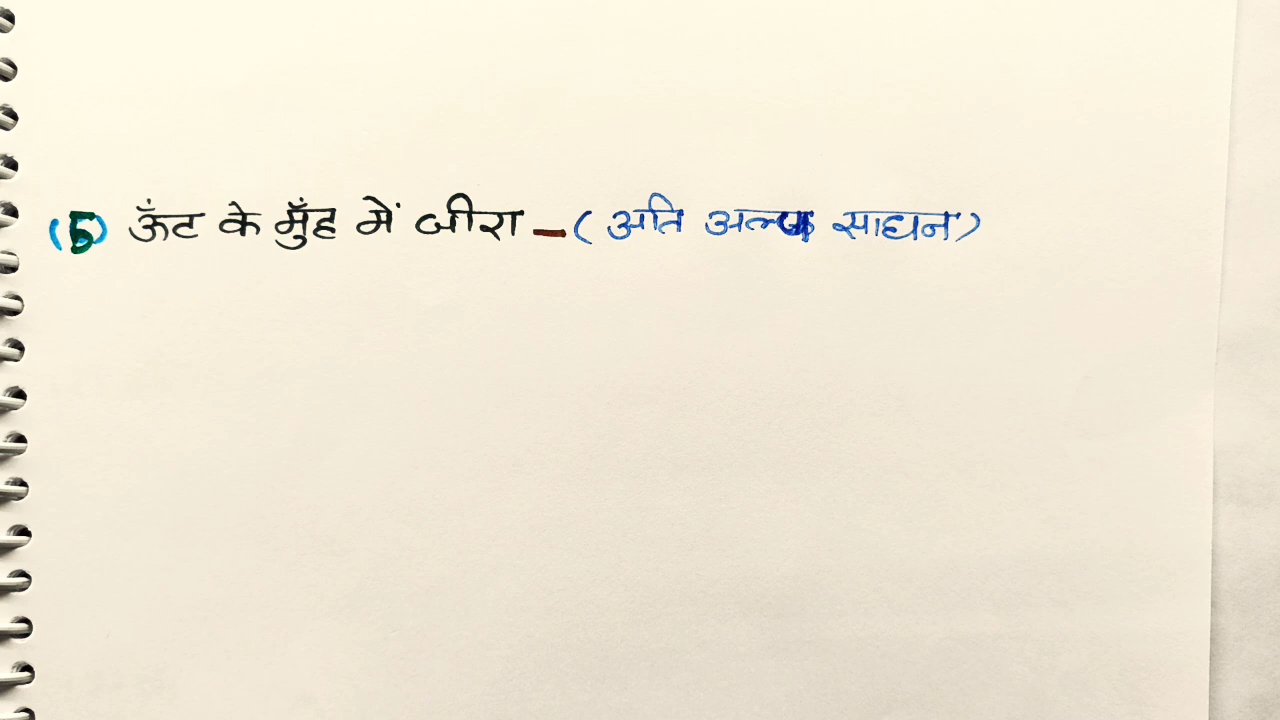 (5) ऊँट के मुँह में जीरा - (अति अल्प साधन)